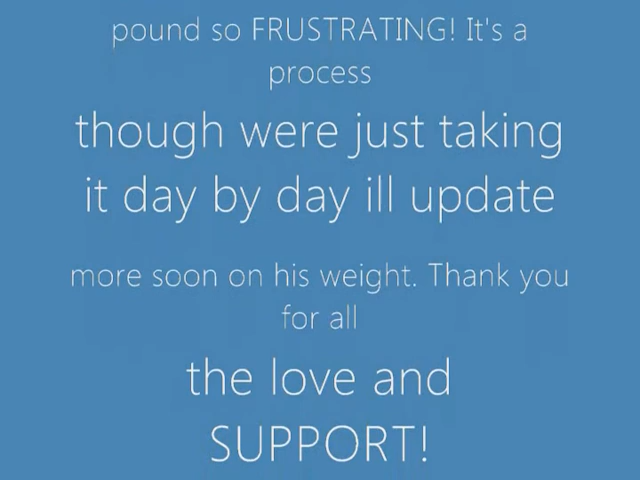 pound so FRUSTRATING! It's a
process
though were just taking
it day by day ill update
more soon on his weight. Thank you
for all
the love and
SUPPORT!